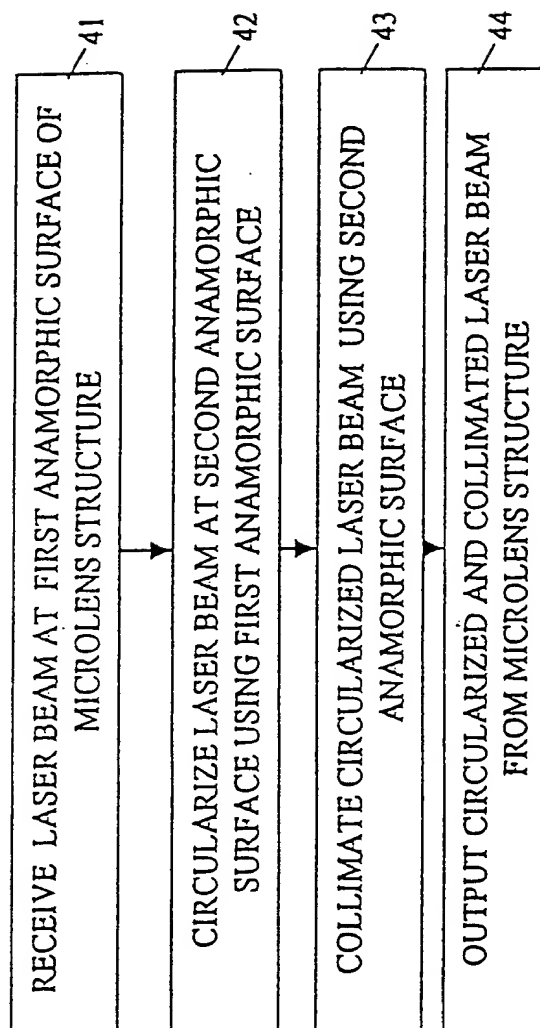 RECEIVE LASER BEAM AT FIRST ANAMORPHIC SURFACE OF
MICROLENS STRUCTURE
41
CIRCULARIZE LASER BEAM AT SECOND ANAMORPHIC
SURFACE USING FIRST ANAMORPHIC SURFACE
42
COLLIMATE CIRCULARIZED LASER BEAM USING SECOND
ANAMORPHIC SURFACE
43
OUTPUT CIRCULARIZED AND COLLIMATED LASER BEAM
FROM MICROLENS STRUCTURE
44